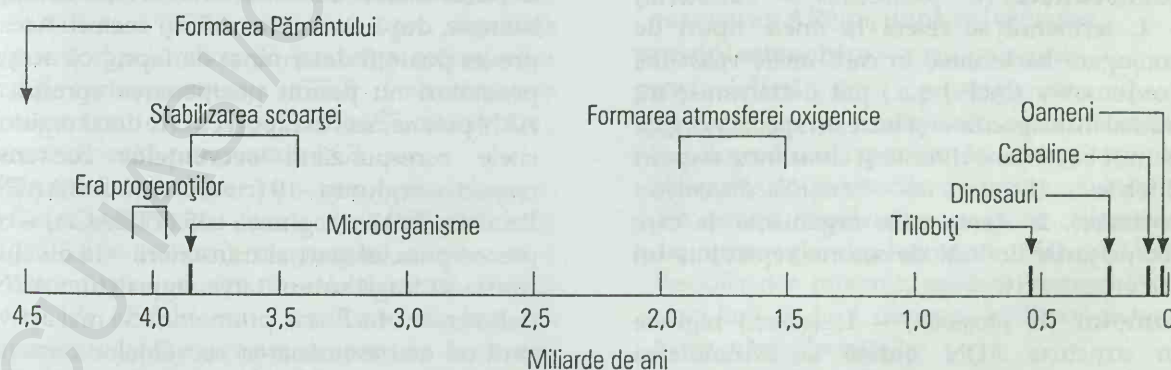 Formarea Pământului
Stabilizarea scoarţei
Formarea atmosferei oxigenice
Oameni
Cabaline
Era progenoţilor
Dinosauri
Microorganisme
Trilobiţi
4,5 4,0 3,5 3,0 2,5 2,0 1,5 1,0 0,5 0
Miliarde de ani